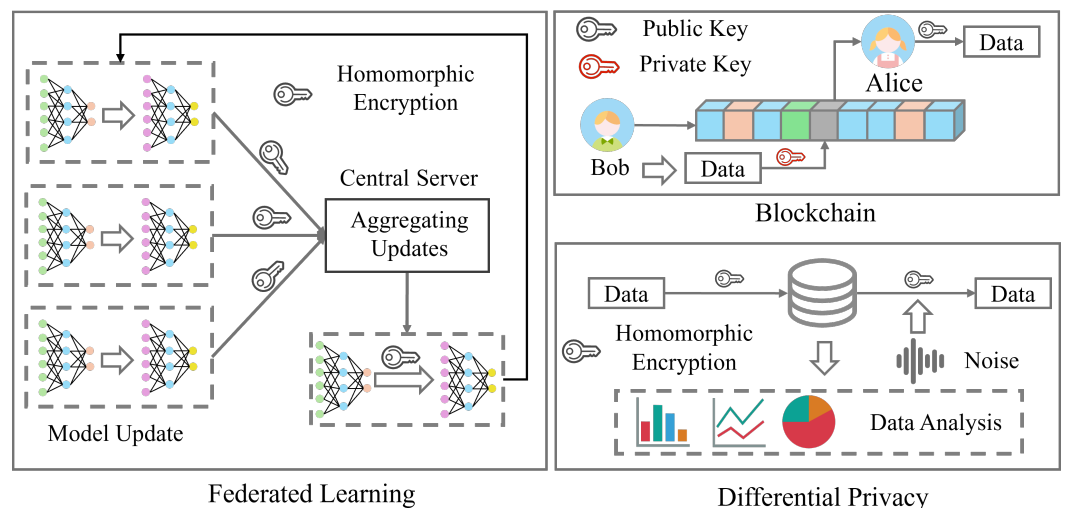 Homomorphic
Encryption
Central Server
Aggregating
Updates
Model Update
Federated Learning
Public Key
Private Key
Alice
Data
Bob
Data
Blockchain
Data
Data
Homomorphic
Encryption
Noise
Data Analysis
Differential Privacy